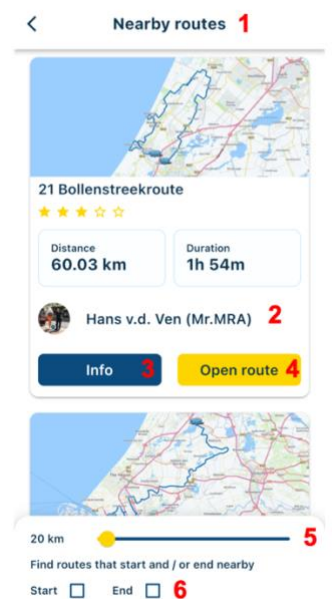 Nearby routes 1
21 Bollenstreekroute
Distance
60.03 km
Duration
1h 54m
Hans v.d. Ven (Mr.MRA) 2
Info 3
Open route 4
20 km 5
Find routes that start and / or end nearby
Start End 6